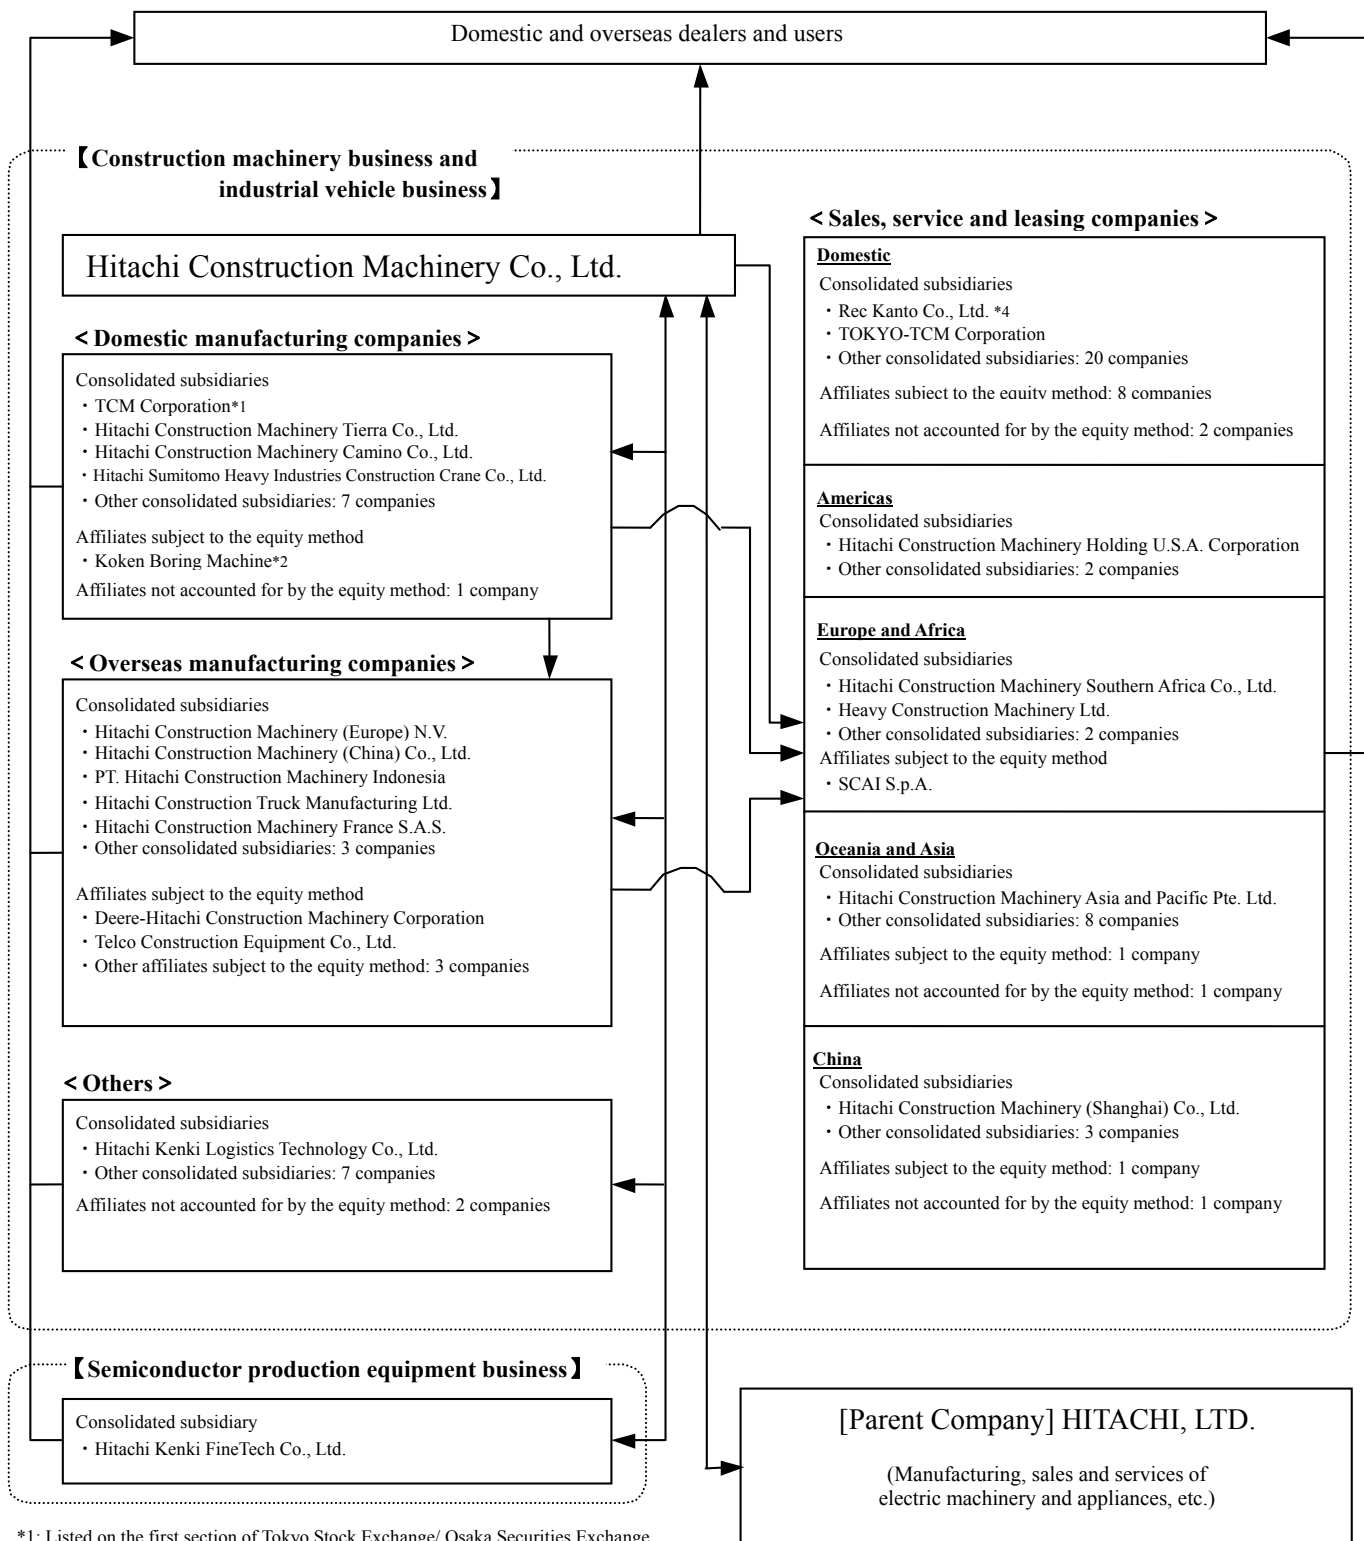 Domestic and overseas dealers and users
【Construction machinery business and
industrial vehicle business】
Hitachi Construction Machinery Co., Ltd.
< Domestic manufacturing companies >
Consolidated subsidiaries
・TCM Corporation*1
・Hitachi Construction Machinery Tierra Co., Ltd.
・Hitachi Construction Machinery Camino Co., Ltd.
・Hitachi Sumitomo Heavy Industries Construction Crane Co., Ltd.
・Other consolidated subsidiaries: 7 companies
Affiliates subject to the equity method
・Koken Boring Machine*2
Affiliates not accounted for by the equity method: 1 company
< Overseas manufacturing companies >
Consolidated subsidiaries
・Hitachi Construction Machinery (Europe) N.V.
・Hitachi Construction Machinery (China) Co., Ltd.
・PT. Hitachi Construction Machinery Indonesia
・Hitachi Construction Truck Manufacturing Ltd.
・Hitachi Construction Machinery France S.A.S.
・Other consolidated subsidiaries: 3 companies
Affiliates subject to the equity method
・Deere-Hitachi Construction Machinery Corporation
・Telco Construction Equipment Co., Ltd.
・Other affiliates subject to the equity method: 3 companies
< Others >
Consolidated subsidiaries
・Hitachi Kenki Logistics Technology Co., Ltd.
・Other consolidated subsidiaries: 7 companies
Affiliates not accounted for by the equity method: 2 companies
< Sales, service and leasing companies >
Domestic
Consolidated subsidiaries
・Rec Kanto Co., Ltd. *4
・TOKYO-TCM Corporation
・Other consolidated subsidiaries: 20 companies
Affiliates subject to the equity method: 8 companies
Affiliates not accounted for by the equity method: 2 companies
Americas
Consolidated subsidiaries
・Hitachi Construction Machinery Holding U.S.A. Corporation
・Other consolidated subsidiaries: 2 companies
Europe and Africa
Consolidated subsidiaries
・Hitachi Construction Machinery Southern Africa Co., Ltd.
・Heavy Construction Machinery Ltd.
・Other consolidated subsidiaries: 2 companies
Affiliates subject to the equity method
・SCAI S.p.A.
Oceania and Asia
Consolidated subsidiaries
・Hitachi Construction Machinery Asia and Pacific Pte. Ltd.
・Other consolidated subsidiaries: 8 companies
Affiliates subject to the equity method: 1 company
Affiliates not accounted for by the equity method: 1 company
China
Consolidated subsidiaries
・Hitachi Construction Machinery (Shanghai) Co., Ltd.
・Other consolidated subsidiaries: 3 companies
Affiliates subject to the equity method: 1 company
Affiliates not accounted for by the equity method: 1 company
【Semiconductor production equipment business】
Consolidated subsidiary
・Hitachi Kenki FineTech Co., Ltd.
[Parent Company] HITACHI, LTD.
(Manufacturing, sales and services of
electric machinery and appliances, etc.)
*1: Listed on the first section of Tokyo Stock Exchange/ Osaka Securities Exchange